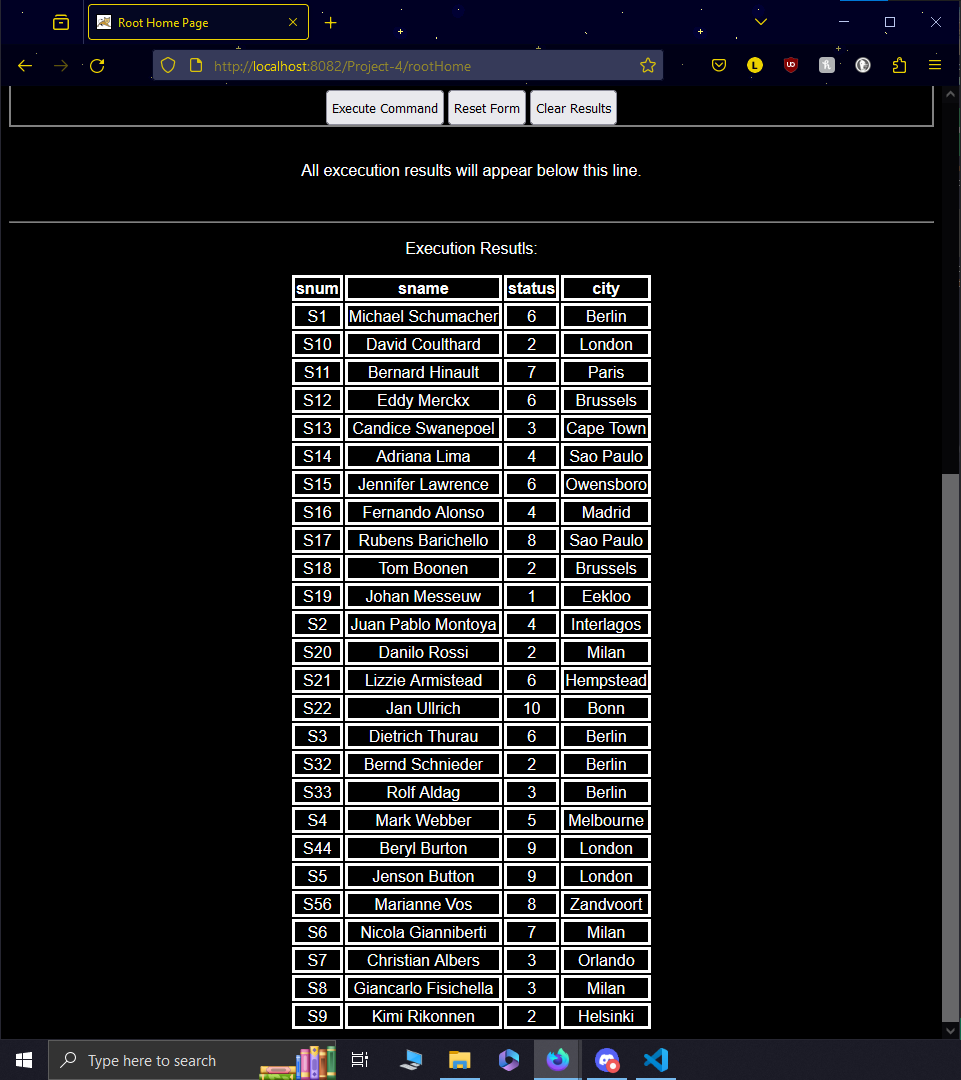 Root Home Page
http://localhost:8082/Project-4/rootHome
L
UD
Execute Command Reset Form Clear Results
All excecution results will appear below this line.
Execution Resutls:
snum sname status city
S1 Michael Schumacher 6 Berlin
S10 David Coulthard 2 London
S11 Bernard Hinault 7 Paris
S12 Eddy Merckx 6 Brussels
S13 Candice Swanepoel 3 Cape Town
S14 Adriana Lima 4 Sao Paulo
S15 Jennifer Lawrence 6 Owensboro
S16 Fernando Alonso 4 Madrid
S17 Rubens Barichello 8 Sao Paulo
S18 Tom Boonen 2 Brussels
S19 Johan Messeuw 1 Eekloo
S2 Juan Pablo Montoya 4 Interlagos
S20 Danilo Rossi 2 Milan
S21 Lizzie Armistead 6 Hempstead
S22 Jan Ullrich 10 Bonn
S3 Dietrich Thurau 6 Berlin
S32 Bernd Schnieder 2 Berlin
S33 Rolf Aldag 3 Berlin
S4 Mark Webber 5 Melbourne
S44 Beryl Burton 9 London
S5 Jenson Button 9 London
S56 Marianne Vos 8 Zandvoort
S6 Nicola Gianniberti 7 Milan
S7 Christian Albers 3 Orlando
S8 Giancarlo Fisichella 3 Milan
S9 Kimi Rikonnen 2 Helsinki
Type here to search